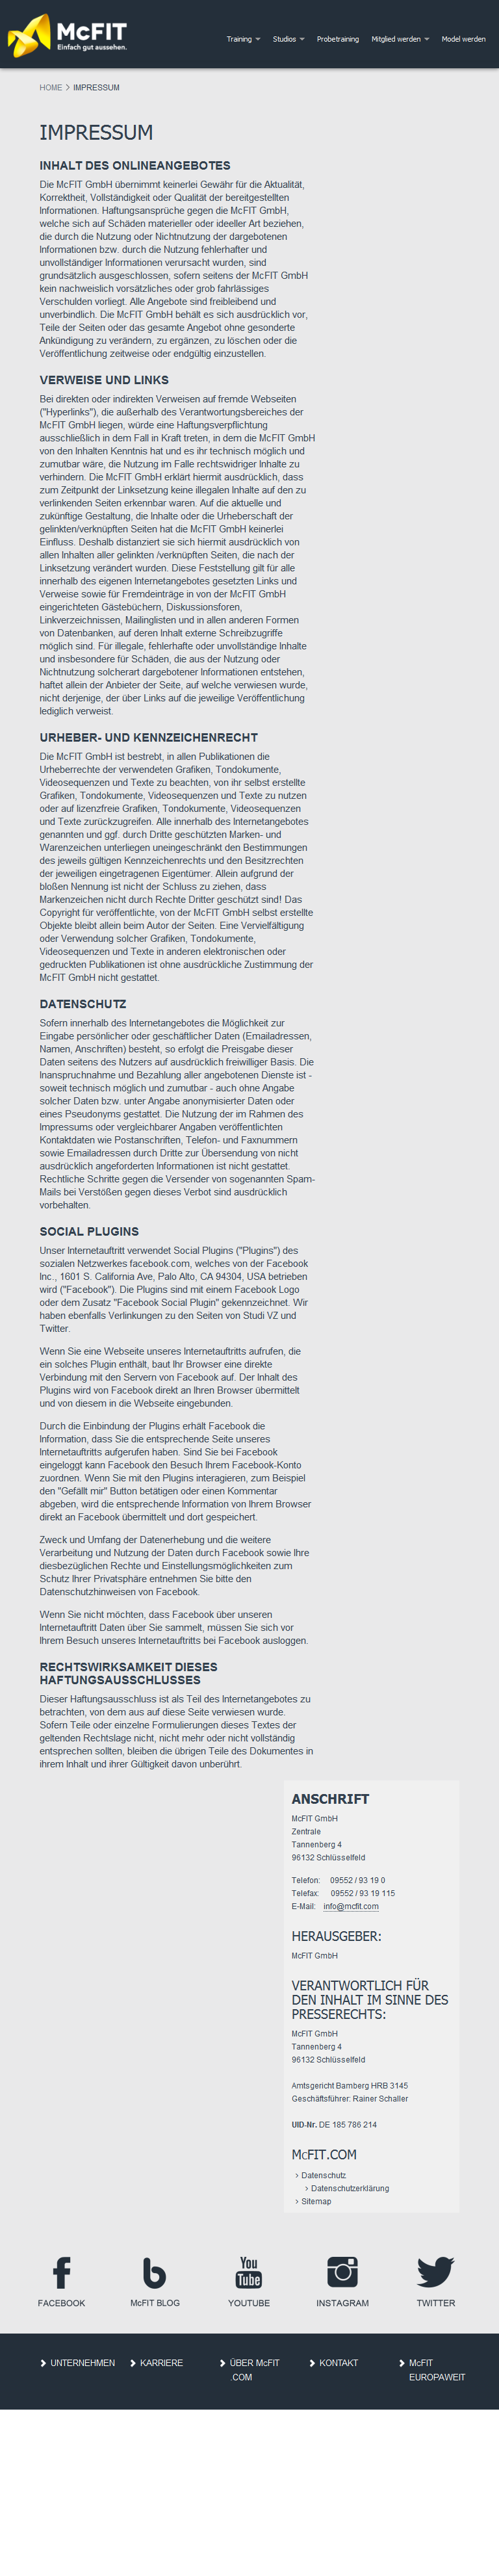 McFIT
Einfach gut aussehen.
Training Studios Probetraining Mitglied werden Model werden
HOME > IMPRESSUM
IMPRESSUM
INHALT DES ONLINEANGEBOTES
Die McFIT GmbH übernimmt keinerlei Gewähr für die Aktualität,
Korrektheit, Vollständigkeit oder Qualität der bereitgestellten
Informationen. Haftungsansprüche gegen die McFIT GmbH,
welche sich auf Schäden materieller oder ideeller Art beziehen,
die durch die Nutzung oder Nichtnutzung der dargebotenen
Informationen bzw. durch die Nutzung fehlerhafter und
unvollständiger Informationen verursacht wurden, sind
grundsätzlich ausgeschlossen, sofern seitens der McFIT GmbH
kein nachweislich vorsätzliches oder grob fahrlässiges
Verschulden vorliegt. Alle Angebote sind freibleibend und
unverbindlich. Die McFIT GmbH behält es sich ausdrücklich vor,
Teile der Seiten oder das gesamte Angebot ohne gesonderte
Ankündigung zu verändern, zu ergänzen, zu löschen oder die
Veröffentlichung zeitweise oder endgültig einzustellen.
VERWEISE UND LINKS
Bei direkten oder indirekten Verweisen auf fremde Webseiten
("Hyperlinks"), die außerhalb des Verantwortungsbereiches der
McFIT GmbH liegen, würde eine Haftungsverpflichtung
ausschließlich in dem Fall in Kraft treten, in dem die McFIT GmbH
von den Inhalten Kenntnis hat und es ihr technisch möglich und
zumutbar wäre, die Nutzung im Falle rechtswidriger Inhalte zu
verhindern. Die McFIT GmbH erklärt hiermit ausdrücklich, dass
zum Zeitpunkt der Linksetzung keine illegalen Inhalte auf den zu
verlinkenden Seiten erkennbar waren. Auf die aktuelle und
zukünftige Gestaltung, die Inhalte oder die Urheberschaft der
gelinkten/verknüpften Seiten hat die McFIT GmbH keinerlei
Einfluss. Deshalb distanziert sie sich hiermit ausdrücklich von
allen Inhalten aller gelinkten /verknüpften Seiten, die nach der
Linksetzung verändert wurden. Diese Feststellung gilt für alle
innerhalb des eigenen Internetangebotes gesetzten Links und
Verweise sowie für Fremdeinträge in von der McFIT GmbH
eingerichteten Gästebüchern, Diskussionsforen,
Linkverzeichnissen, Mailinglisten und in allen anderen Formen
von Datenbanken, auf deren Inhalt externe Schreibzugriffe
möglich sind. Für illegale, fehlerhafte oder unvollständige Inhalte
und insbesondere für Schäden, die aus der Nutzung oder
Nichtnutzung solcherart dargebotener Informationen entstehen,
haftet allein der Anbieter der Seite, auf welche verwiesen wurde,
nicht derjenige, der über Links auf die jeweilige Veröffentlichung
lediglich verweist.
URHEBER- UND KENNZEICHENRECHT
Die McFIT GmbH ist bestrebt, in allen Publikationen die
Urheberrechte der verwendeten Grafiken, Tondokumente,
Videosequenzen und Texte zu beachten, von ihr selbst erstellte
Grafiken, Tondokumente, Videosequenzen und Texte zu nutzen
oder auf lizenzfreie Grafiken, Tondokumente, Videosequenzen
und Texte zurückzugreifen. Alle innerhalb des Internetangebotes
genannten und ggf. durch Dritte geschützten Marken- und
Warenzeichen unterliegen uneingeschränkt den Bestimmungen
des jeweils gültigen Kennzeichenrechts und den Besitzrechten
der jeweiligen eingetragenen Eigentümer. Allein aufgrund der
bloßen Nennung ist nicht der Schluss zu ziehen, dass
Markenzeichen nicht durch Rechte Dritter geschützt sind! Das
Copyright für veröffentlichte, von der McFIT GmbH selbst erstellte
Objekte bleibt allein beim Autor der Seiten. Eine Vervielfältigung
oder Verwendung solcher Grafiken, Tondokumente,
Videosequenzen und Texte in anderen elektronischen oder
gedruckten Publikationen ist ohne ausdrückliche Zustimmung der
McFIT GmbH nicht gestattet.
DATENSCHUTZ
Sofern innerhalb des Internetangebotes die Möglichkeit zur
Eingabe persönlicher oder geschäftlicher Daten (Emailadressen,
Namen, Anschriften) besteht, so erfolgt die Preisgabe dieser
Daten seitens des Nutzers auf ausdrücklich freiwilliger Basis. Die
Inanspruchnahme und Bezahlung aller angebotenen Dienste ist -
soweit technisch möglich und zumutbar - auch ohne Angabe
solcher Daten bzw. unter Angabe anonymisierter Daten oder
eines Pseudonyms gestattet. Die Nutzung der im Rahmen des
Impressums oder vergleichbarer Angaben veröffentlichten
Kontaktdaten wie Postanschriften, Telefon- und Faxnummern
sowie Emailadressen durch Dritte zur Übersendung von nicht
ausdrücklich angeforderten Informationen ist nicht gestattet.
Rechtliche Schritte gegen die Versender von sogenannten Spam-
Mails bei Verstößen gegen dieses Verbot sind ausdrücklich
vorbehalten.
SOCIAL PLUGINS
Unser Internetauftritt verwendet Social Plugins ("Plugins") des
sozialen Netzwerkes facebook.com, welches von der Facebook
Inc., 1601 S. California Ave, Palo Alto, CA 94304, USA betrieben
wird ("Facebook"). Die Plugins sind mit einem Facebook Logo
oder dem Zusatz "Facebook Social Plugin" gekennzeichnet. Wir
haben ebenfalls Verlinkungen zu den Seiten von Studi VZ und
Twitter.
Wenn Sie eine Webseite unseres Internetauftritts aufrufen, die
ein solches Plugin enthält, baut Ihr Browser eine direkte
Verbindung mit den Servern von Facebook auf. Der Inhalt des
Plugins wird von Facebook direkt an Ihren Browser übermittelt
und von diesem in die Webseite eingebunden.
Durch die Einbindung der Plugins erhält Facebook die
Information, dass Sie die entsprechende Seite unseres
Internetauftritts aufgerufen haben. Sind Sie bei Facebook
eingeloggt kann Facebook den Besuch Ihrem Facebook-Konto
zuordnen. Wenn Sie mit den Plugins interagieren, zum Beispiel
den "Gefällt mir" Button betätigen oder einen Kommentar
abgeben, wird die entsprechende Information von Ihrem Browser
direkt an Facebook übermittelt und dort gespeichert.
Zweck und Umfang der Datenerhebung und die weitere
Verarbeitung und Nutzung der Daten durch Facebook sowie Ihre
diesbezüglichen Rechte und Einstellungsmöglichkeiten zum
Schutz Ihrer Privatsphäre entnehmen Sie bitte den
Datenschutzhinweisen von Facebook.
Wenn Sie nicht möchten, dass Facebook über unseren
Internetauftritt Daten über Sie sammelt, müssen Sie sich vor
Ihrem Besuch unseres Internetauftritts bei Facebook ausloggen.
RECHTSWIRKSAMKEIT DIESES
HAFTUNGSAUSSCHLUSSES
Dieser Haftungsausschluss ist als Teil des Internetangebotes zu
betrachten, von dem aus auf diese Seite verwiesen wurde.
Sofern Teile oder einzelne Formulierungen dieses Textes der
geltenden Rechtslage nicht, nicht mehr oder nicht vollständig
entsprechen sollten, bleiben die übrigen Teile des Dokumentes in
ihrem Inhalt und ihrer Gültigkeit davon unberührt.
ANSCHRIFT
McFIT GmbH
Zentrale
Tannenberg 4
96132 Schlüsselfeld
Telefon: 09552 / 93 19 0
Telefax: 09552 / 93 19 115
E-Mail: info@mcfit.com
HERAUSGEBER:
McFIT GmbH
VERANTWORTLICH FÜR
DEN INHALT IM SINNE DES
PRESSERECHTS:
McFIT GmbH
Tannenberg 4
96132 Schlüsselfeld
Amtsgericht Bamberg HRB 3145
Geschäftsführer: Rainer Schaller
UID-Nr. DE 185 786 214
McFIT.COM
> Datenschutz
> Datenschutzerklärung
> Sitemap
You
Tube
FACEBOOK McFIT BLOG YOUTUBE INSTAGRAM TWITTER
UNTERNEHMEN KARRIERE ÜBER McFIT KONTAKT McFIT
.COM EUROPAWEIT